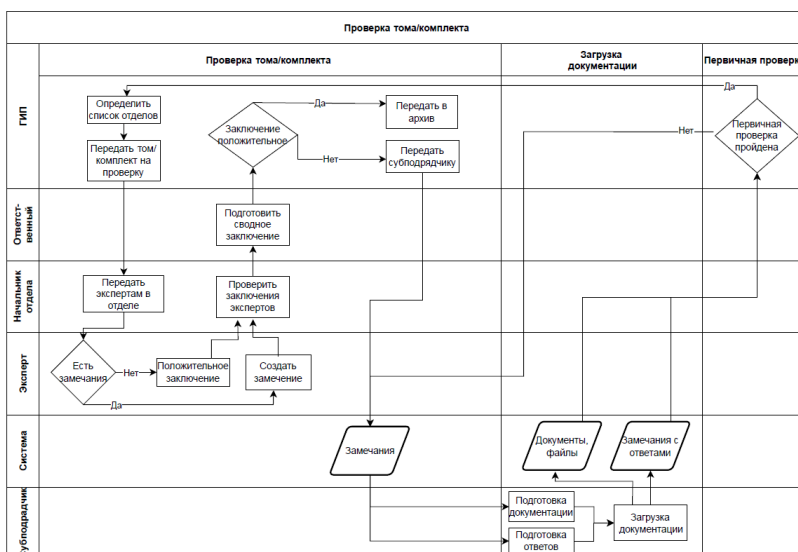 Проверка тома/комплекта
Проверка тома/комплекта
Загрузка
документации
Первичная проверк
ГИП
Определить
список отделов
Передать том/
комплект на
проверку
Заключение
положительное
Да
Передать в
архив
Нет
Передать
субподрядчику
Да
Нет
Первичная
проверка
пройдена
Ответст-
венный
Подготовить
сводное
заключение
Начальник
отдела
Передать
экспертам в
отделе
Проверить
заключения
экспертов
Эксперт
Есть
замечания
Нет
Положительное
заключение
Создать
замечение
Да
Система
Замечания
Документы,
файлы
Замечания с
ответами
убподрадчик
Подготовка
документации
Подготовка
ответов
Загрузка
документации